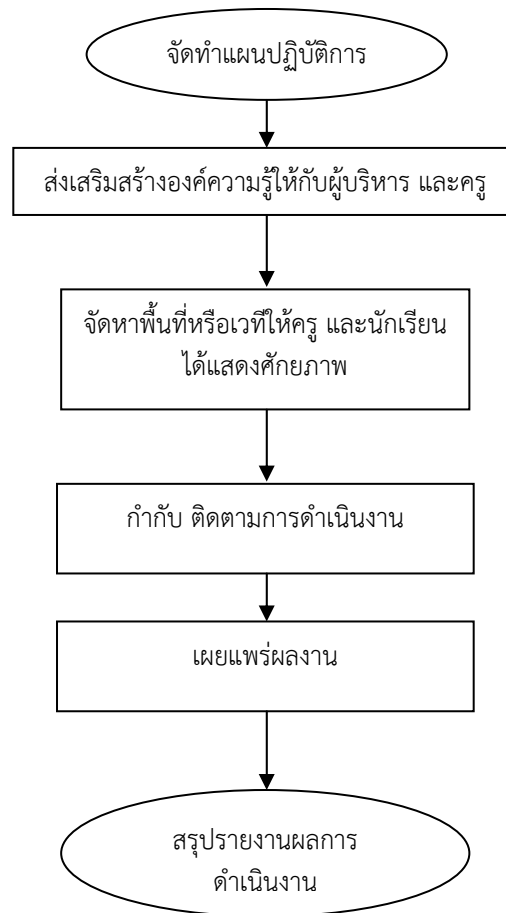 จัดทำแผนปฏิบัติการ
ส่งเสริมสร้างองค์ความรู้ให้กับผู้บริหาร และครู
จัดหาพื้นที่หรือเวทีให้ครู และนักเรียน
ได้แสดงศักยภาพ
กำกับ ติดตามการดำเนินงาน
เผยแพร่ผลงาน
สรุปรายงานผลการ
ดำเนินงาน